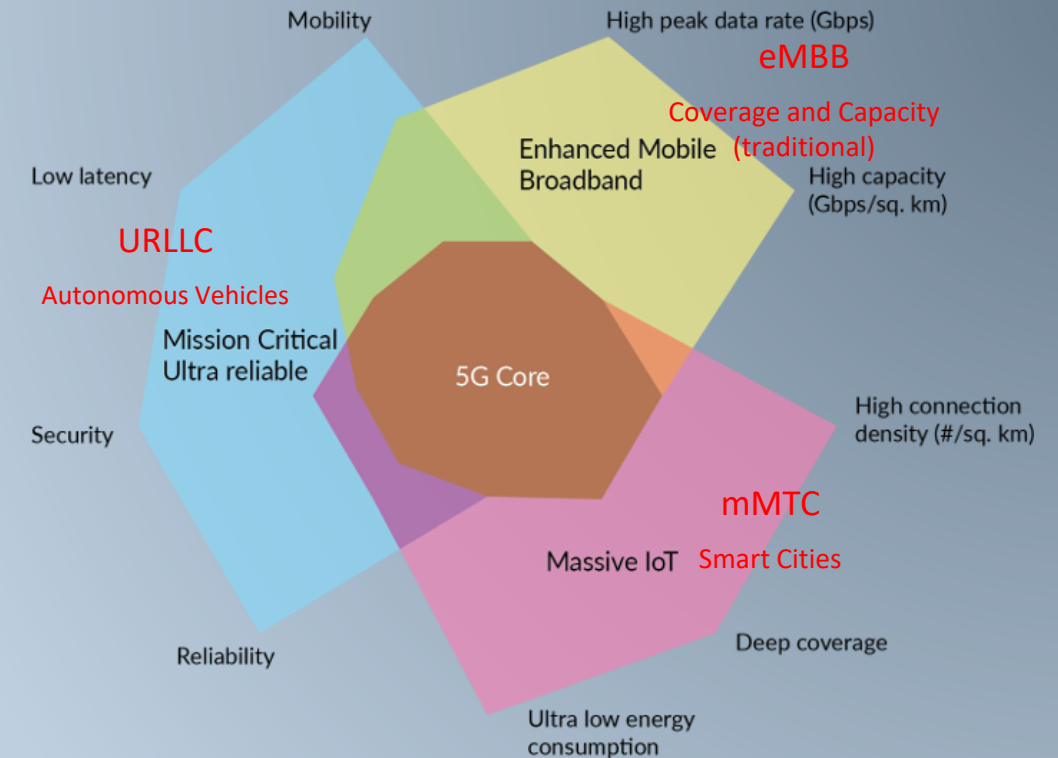 Mobility
High peak data rate (Gbps)
eMBB
Coverage and Capacity
(traditional)
Enhanced Mobile
Broadband
High capacity
(Gbps/sq. km)
Low latency
URLLC
Autonomous Vehicles
Mission Critical
Ultra reliable
5G Core
Security
High connection
density (#/sq. km)
mMTC
Massive IoT
Smart Cities
Reliability
Deep coverage
Ultra low energy
consumption